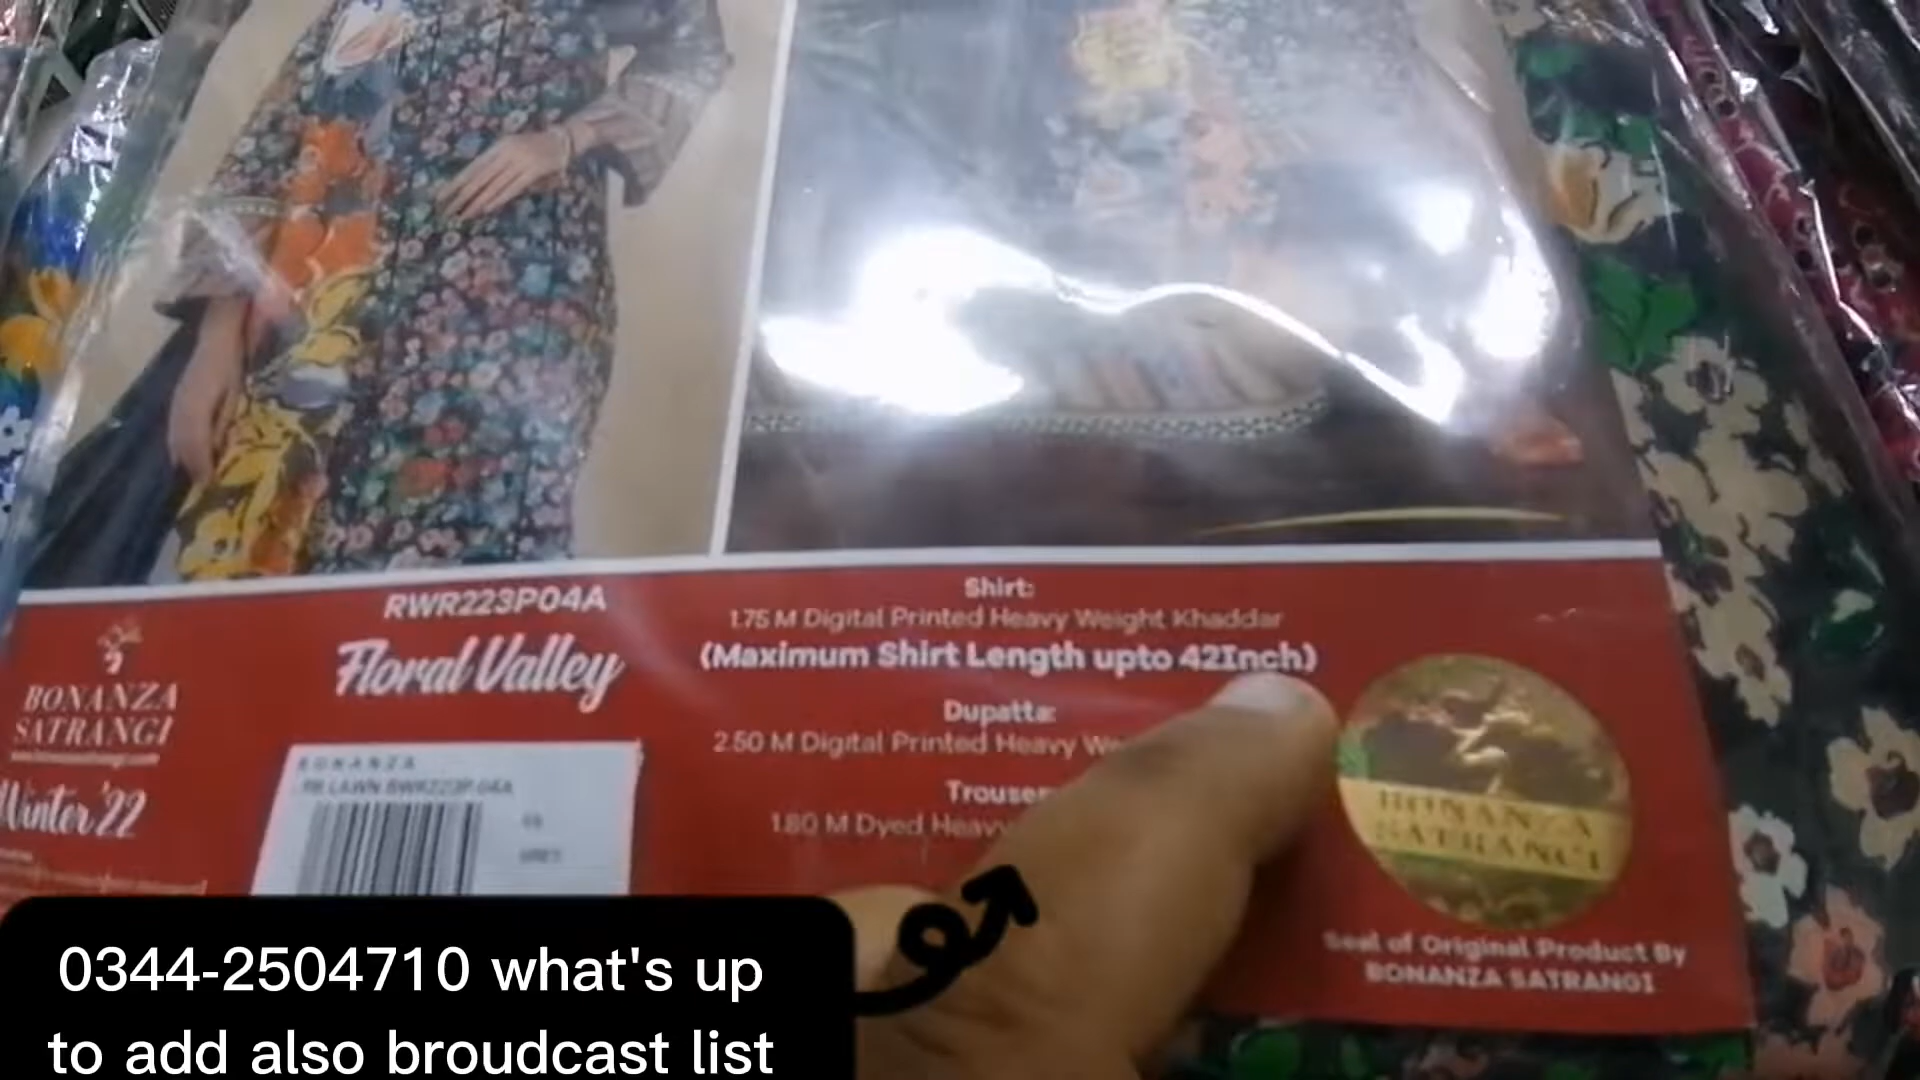 RWR223P04A
Floral Valley
BONANZA
SATRANGI
Winter'22
BONANZA
Shirt:
1.75 M Digital Printed Heavy Weight Khaddar
(Maximum Shirt Length upto 42Inch)
Dupatta:
2.50 M Digital Printed Heavy
Trouser
1.80 M Dyed Heavy
BONANZA
SATRANGI
Seal of Original Product By
BONANZA SATRANGI
0344-2504710 what's up
to add also broudcast list